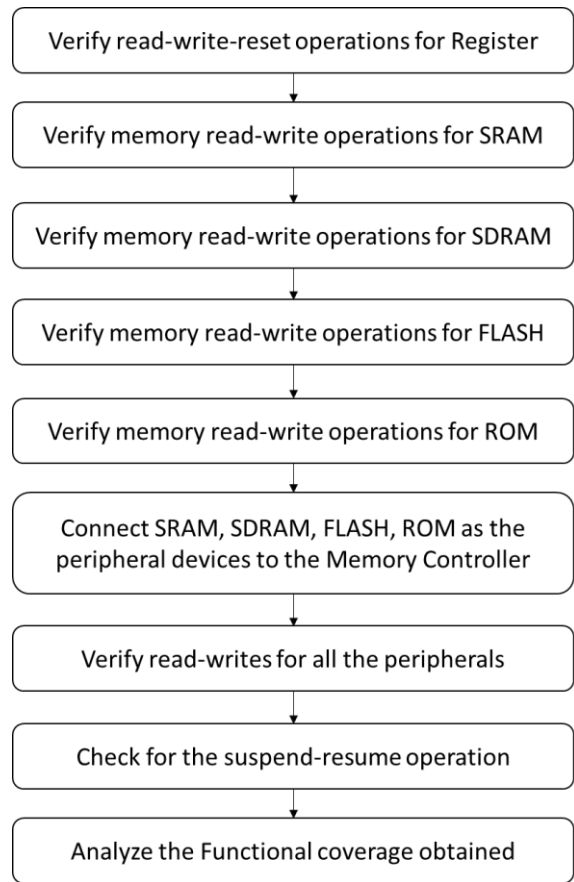 Verify read-write-reset operations for Register
Verify memory read-write operations for SRAM
Verify memory read-write operations for SDRAM
Verify memory read-write operations for FLASH
Verify memory read-write operations for ROM
Connect SRAM, SDRAM, FLASH, ROM as the
peripheral devices to the Memory Controller
Verify read-writes for all the peripherals
Check for the suspend-resume operation
Analyze the Functional coverage obtained